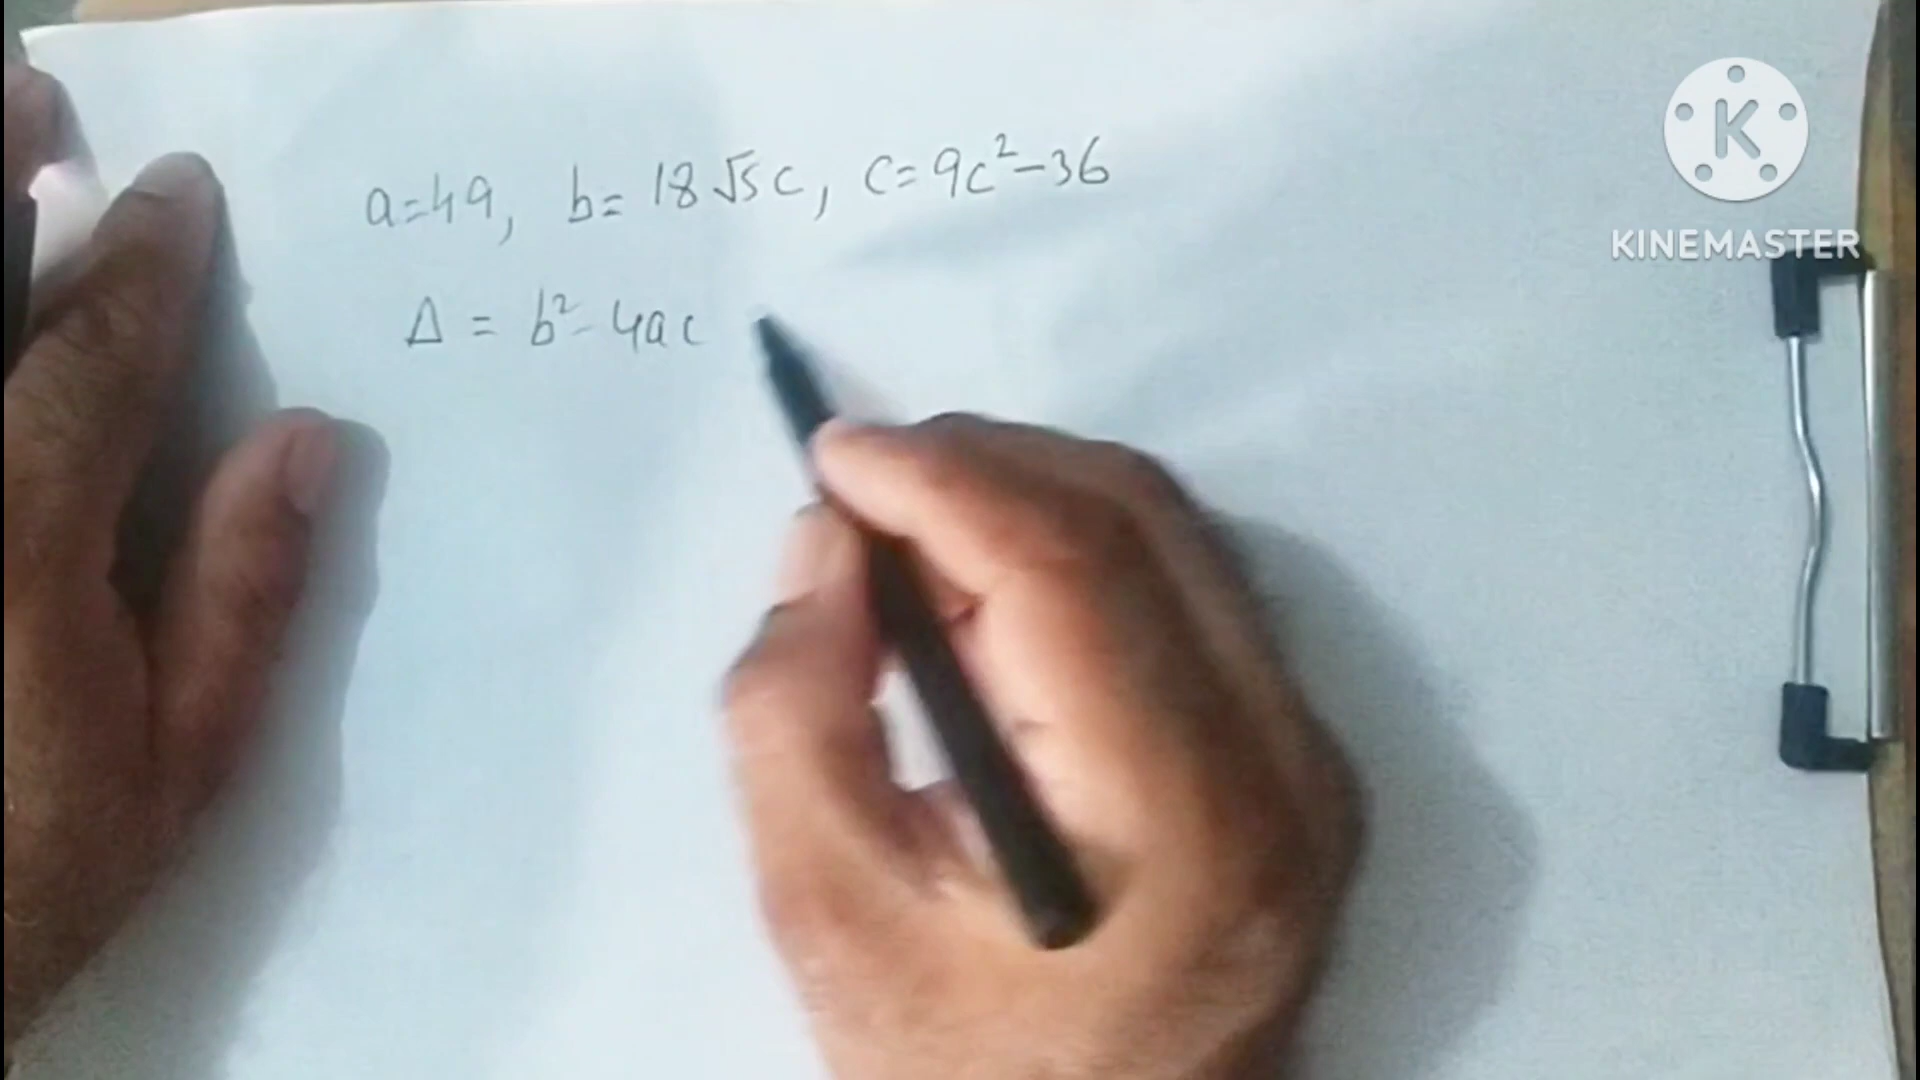 a=49, b= 18√5c, c=9c²-36
Δ = b²-4ac
KINEMASTER